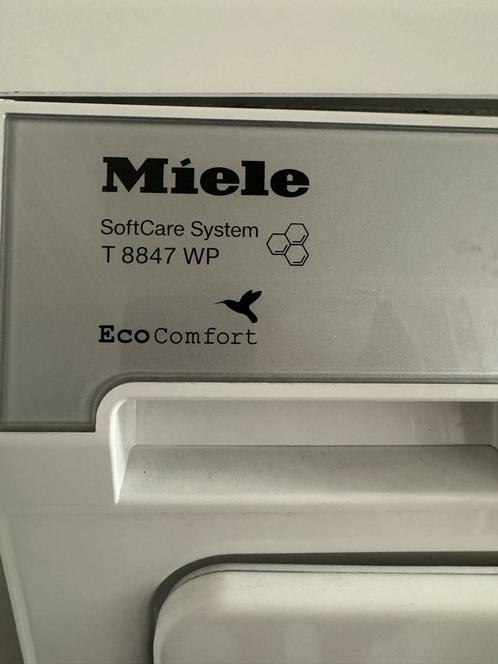 Miele
SoftCare System
T 8847 WP
EcoComfort